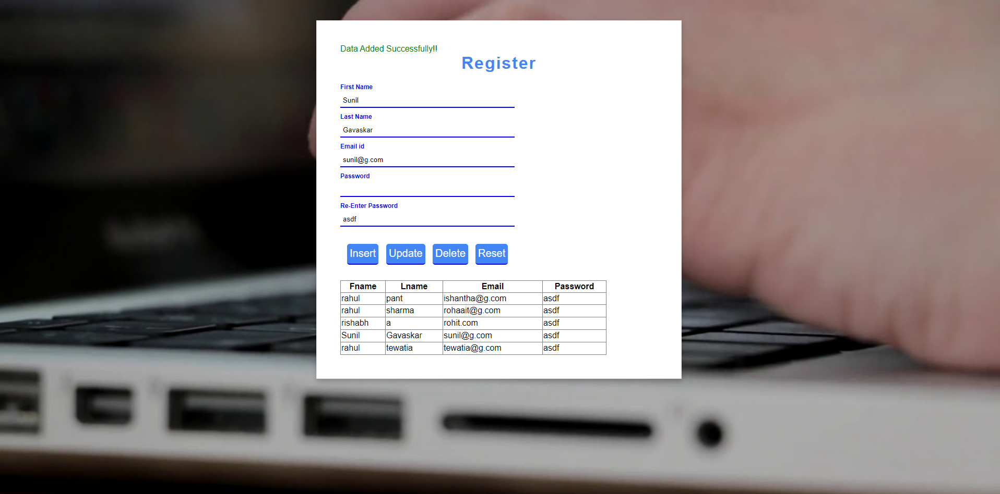 Data Added Successfully!!
Register
First Name
Sunil
Last Name
Gavaskar
Email id
sunil@g.com
Password
Re-Enter Password
asdf
Insert Update Delete Reset
Fname Lname Email Password
rahul pant ishantha@g.com asdf
rahul sharma rohaait@g.com asdf
rishabh a rohit.com asdf
Sunil Gavaskar sunil@g.com asdf
rahul tewatia tewatia@g.com asdf